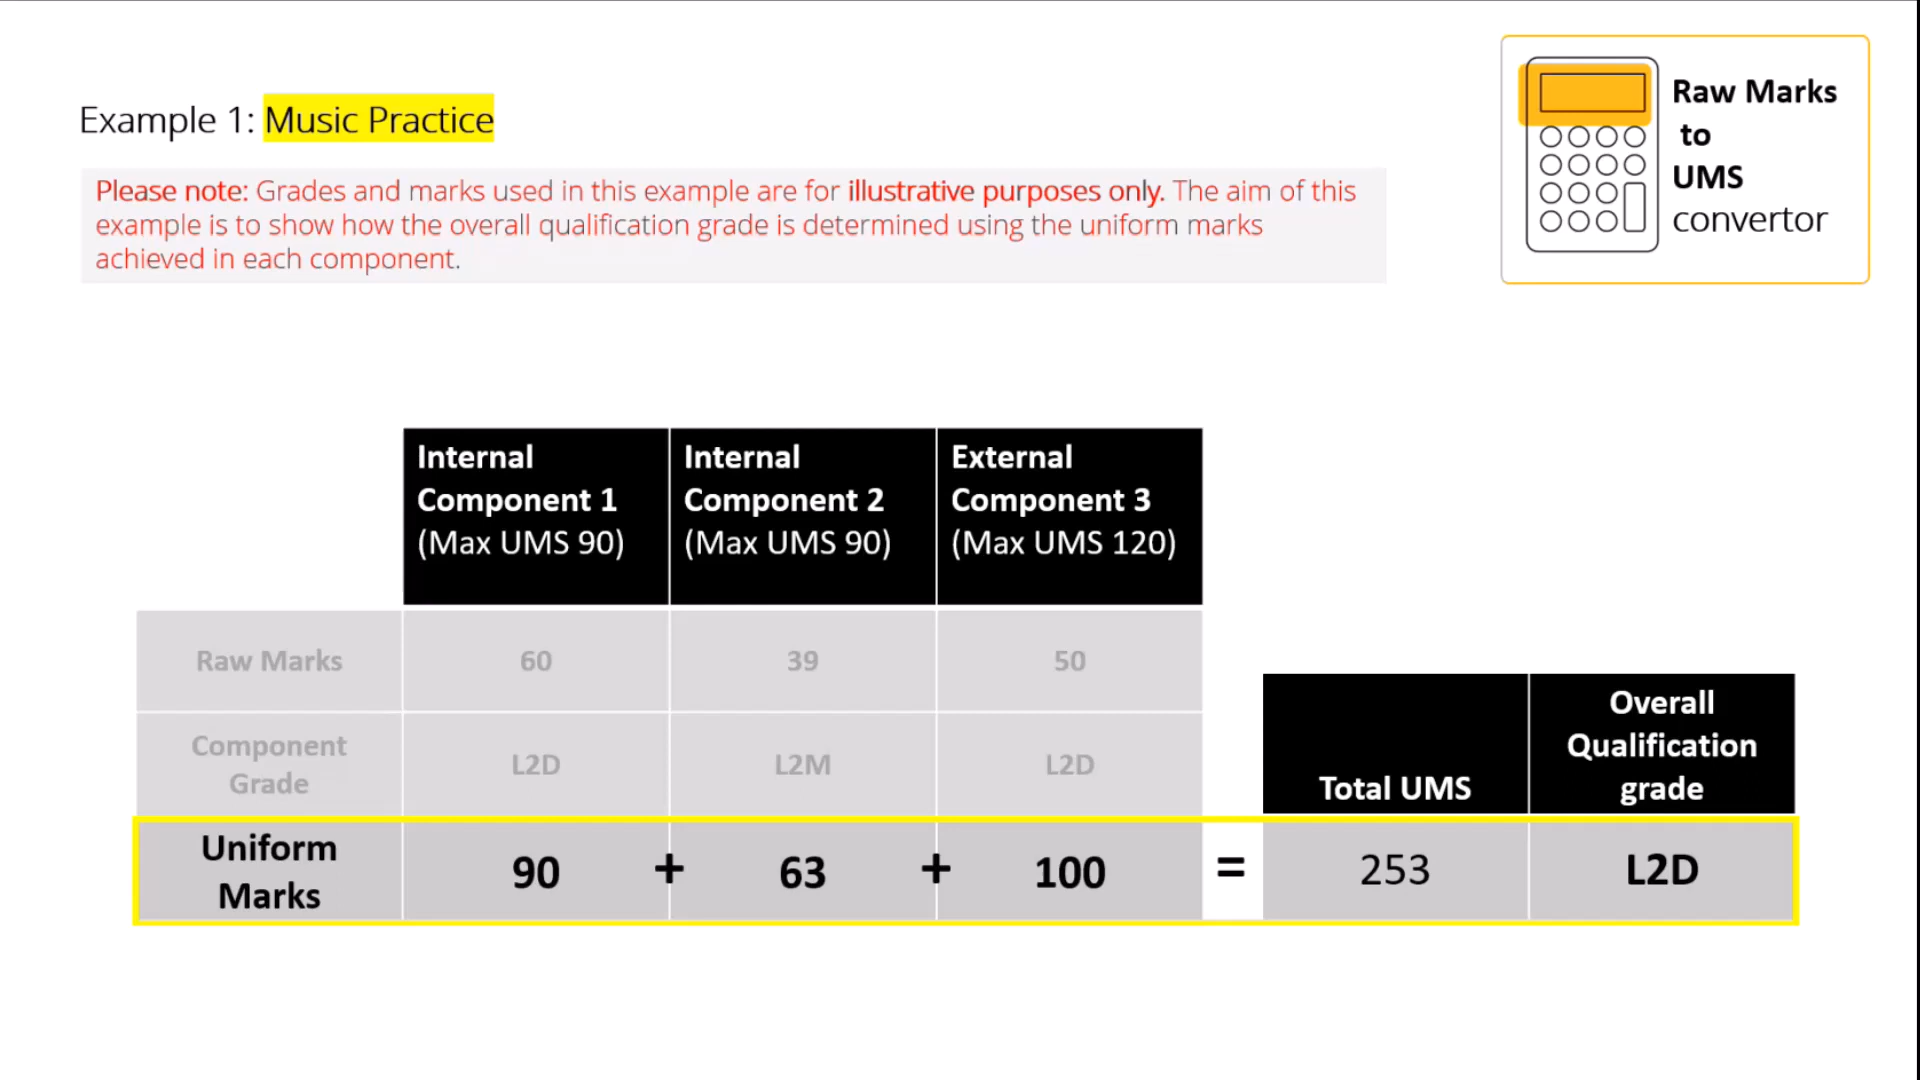 Example 1: Music Practice
Please note: Grades and marks used in this example are for illustrative purposes only. The aim of this
example is to show how the overall qualification grade is determined using the uniform marks
achieved in each component.
Raw Marks
to
UMS
convertor
Internal Component 1 (Max UMS 90)
Internal Component 2 (Max UMS 90)
External Component 3 (Max UMS 120)
Raw Marks 60 39 50
Component Grade L2D L2M L2D
Total UMS
Overall Qualification grade
Uniform Marks 90 + 63 + 100 = 253 L2D